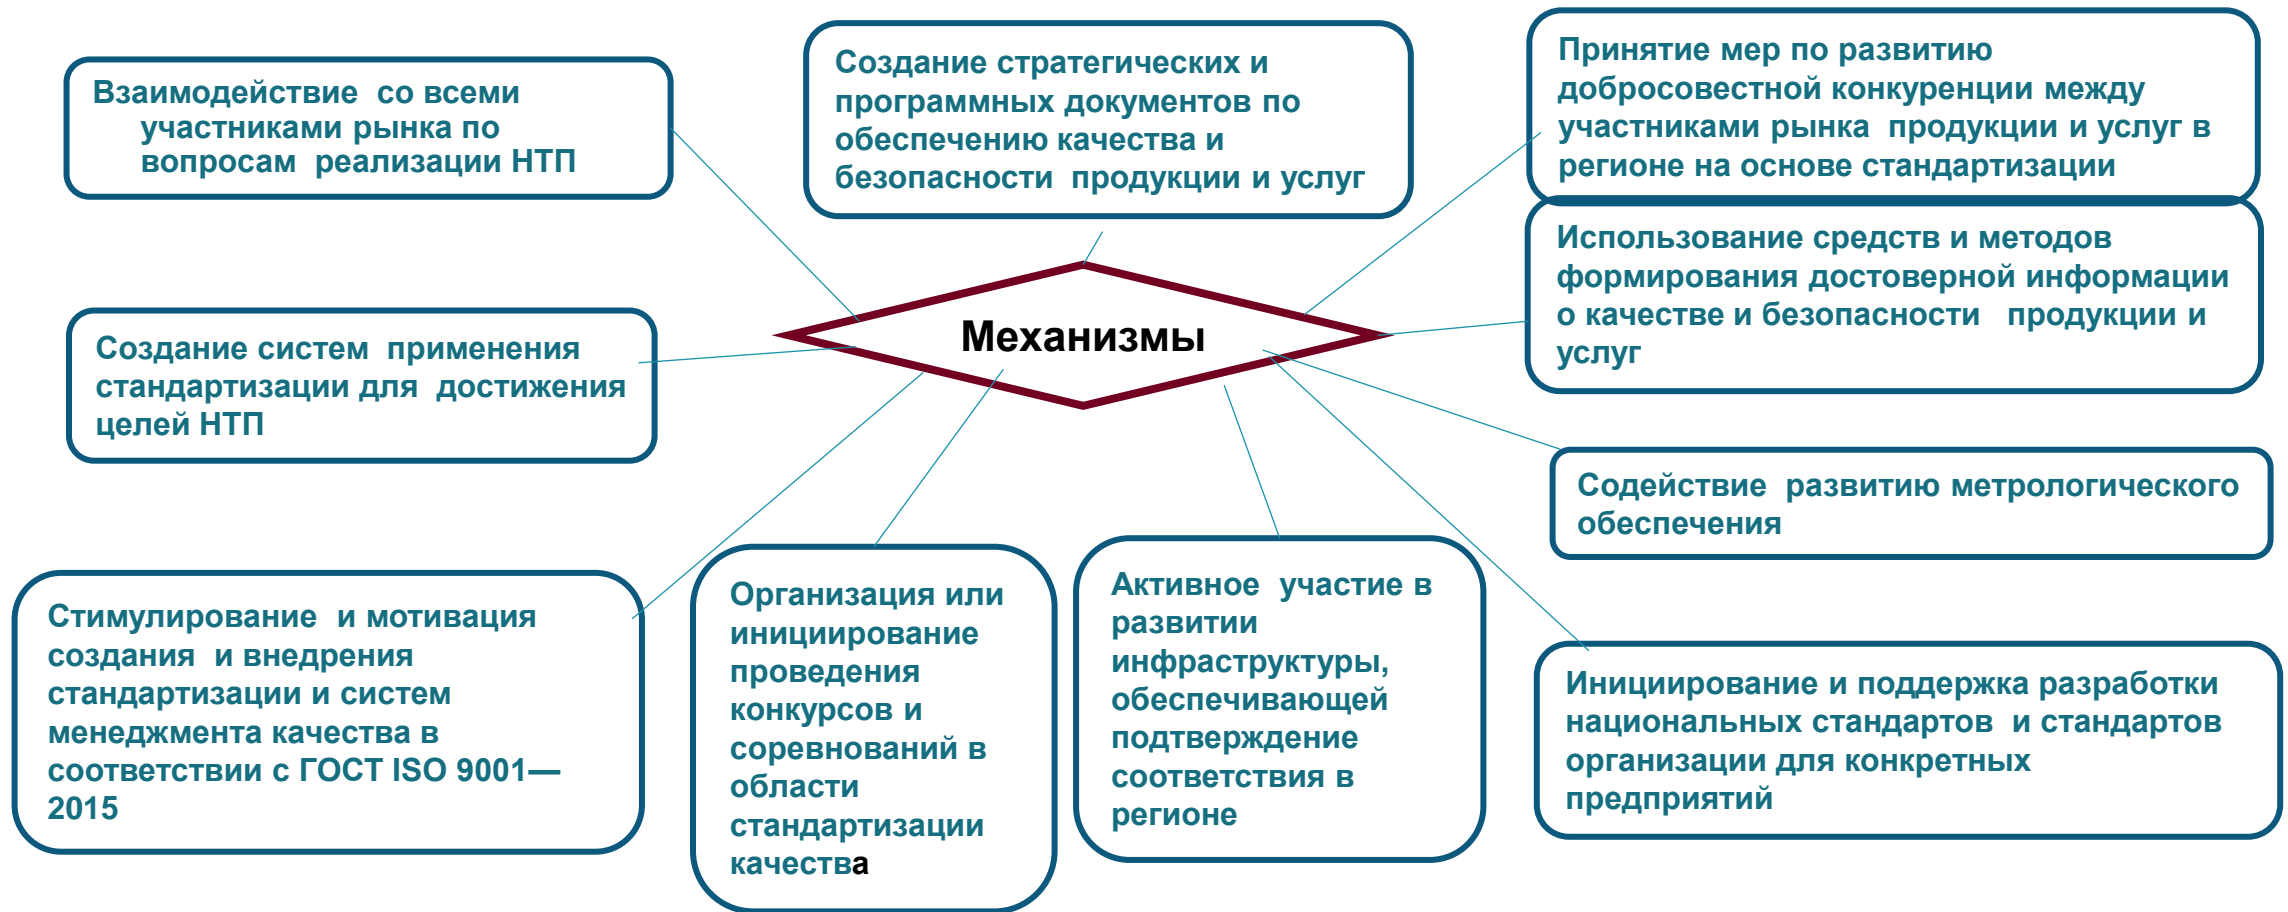 Взаимодействие со всеми
участниками рынка по
вопросам реализации НТП
Создание стратегических и
программных документов по
обеспечению качества и
безопасности продукции и услуг
Принятие мер по развитию
добросовестной конкуренции между
участниками рынка продукции и услуг в
регионе на основе стандартизации
Использование средств и методов
формирования достоверной информации
о качестве и безопасности продукции и
услуг
Механизмы
Создание систем применения
стандартизации для достижения
целей НТП
Содействие развитию метрологического
обеспечения
Стимулирование и мотивация
создания и внедрения
стандартизации и систем
менеджмента качества в
соответствии с ГОСТ ISO 9001—
2015
Организация или
инициирование
проведения
конкурсов и
соревнований в
области
стандартизации
качества
Активное участие в
развитии
инфраструктуры,
обеспечивающей
подтверждение
соответствия в
регионе
Инициирование и поддержка разработки
национальных стандартов и стандартов
организации для конкретных
предприятий